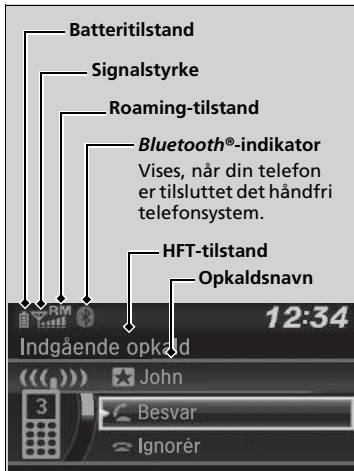 Batteritilstand
Signalstyrke
Roaming-tilstand
Bluetooth®-indikator
Vises, når din telefon
er tilsluttet det håndfri
telefonsystem.
HFT-tilstand
Opkaldsnavn
RM
12:34
Indgående opkald
John
3
Besvar
Ignorér